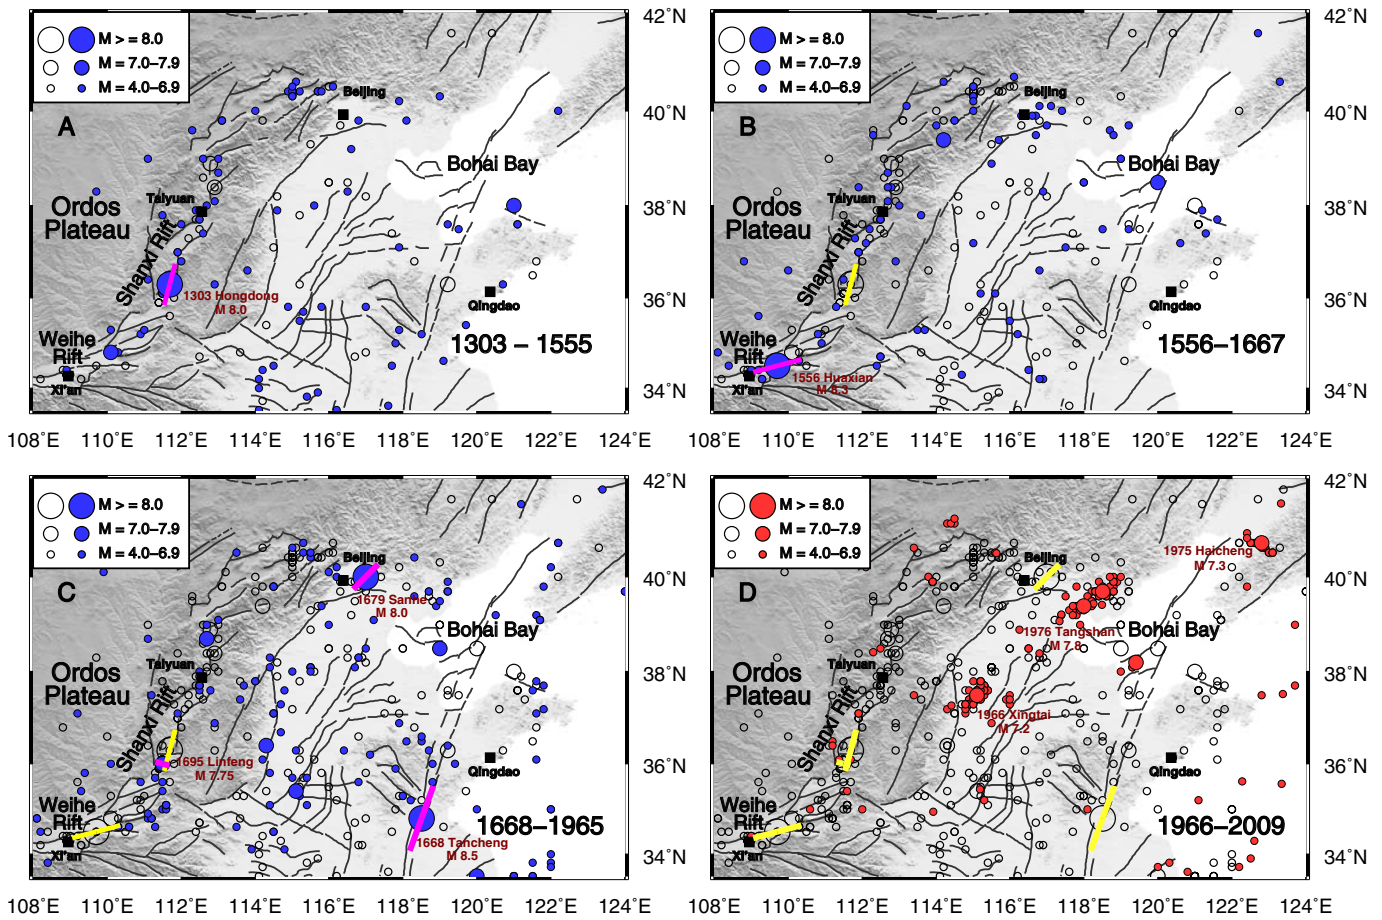 M > = 8.0
M = 7.0–7.9
M = 4.0–6.9
A
Beijing
Bohai Bay
Taiyuan
Ordos
Plateau
Shanxi Rift
1303 Hongdong
M 8.0
Qingdao
Weihe
Rift
Xi'an
1303 – 1555
42°N
40°N
38°N
36°N
34°N
108°E 110°E 112°E 114°E 116°E 118°E 120°E 122°E 124°E
M > = 8.0
M = 7.0–7.9
M = 4.0–6.9
B
Beijing
Bohai Bay
Taiyuan
Ordos
Plateau
Shanxi Rift
Qingdao
Weihe
Rift
Xi'an
1556 Huaxian
M 8.3
1556–1667
42°N
40°N
38°N
36°N
34°N
108°E 110°E 112°E 114°E 116°E 118°E 120°E 122°E 124°E
M > = 8.0
M = 7.0–7.9
M = 4.0–6.9
C
Beijing
1679 Sanhe
M 8.0
Bohai Bay
Taiyuan
Ordos
Plateau
Shanxi Rift
1695 Linfeng
M 7.75
Qingdao
Weihe
Rift
Xi'an
1668–1965
1668 Tancheng
M 8.5
42°N
40°N
38°N
36°N
34°N
108°E 110°E 112°E 114°E 116°E 118°E 120°E 122°E 124°E
M > = 8.0
M = 7.0–7.9
M = 4.0–6.9
1975 Haicheng
M 7.3
D
Beijing
1976 Tangshan
M 7.8
Bohai Bay
Taiyuan
Ordos
Plateau
Shanxi Rift
1966 Xingtai
M 7.2
Qingdao
Weihe
Rift
Xi'an
1966–2009
42°N
40°N
38°N
36°N
34°N
108°E 110°E 112°E 114°E 116°E 118°E 120°E 122°E 124°E